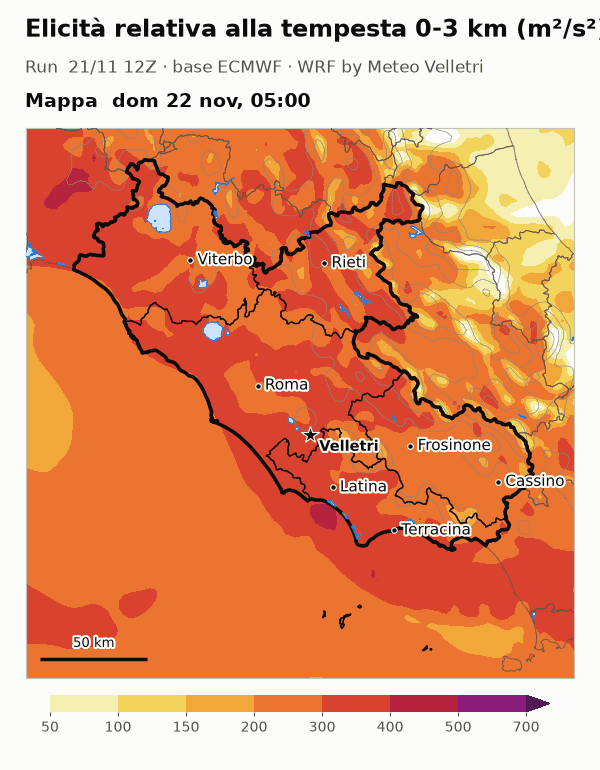 Elicità relativa alla tempesta 0-3 km (m²/s²)
Run 21/11 12Z · base ECMWF · WRF by Meteo Velletri
Mappa dom 22 nov, 05:00
Viterbo
Rieti
Roma
Velletri
Frosinone
Cassino
Latina
Terracina
50 km
50 100 150 200 300 400 500 700